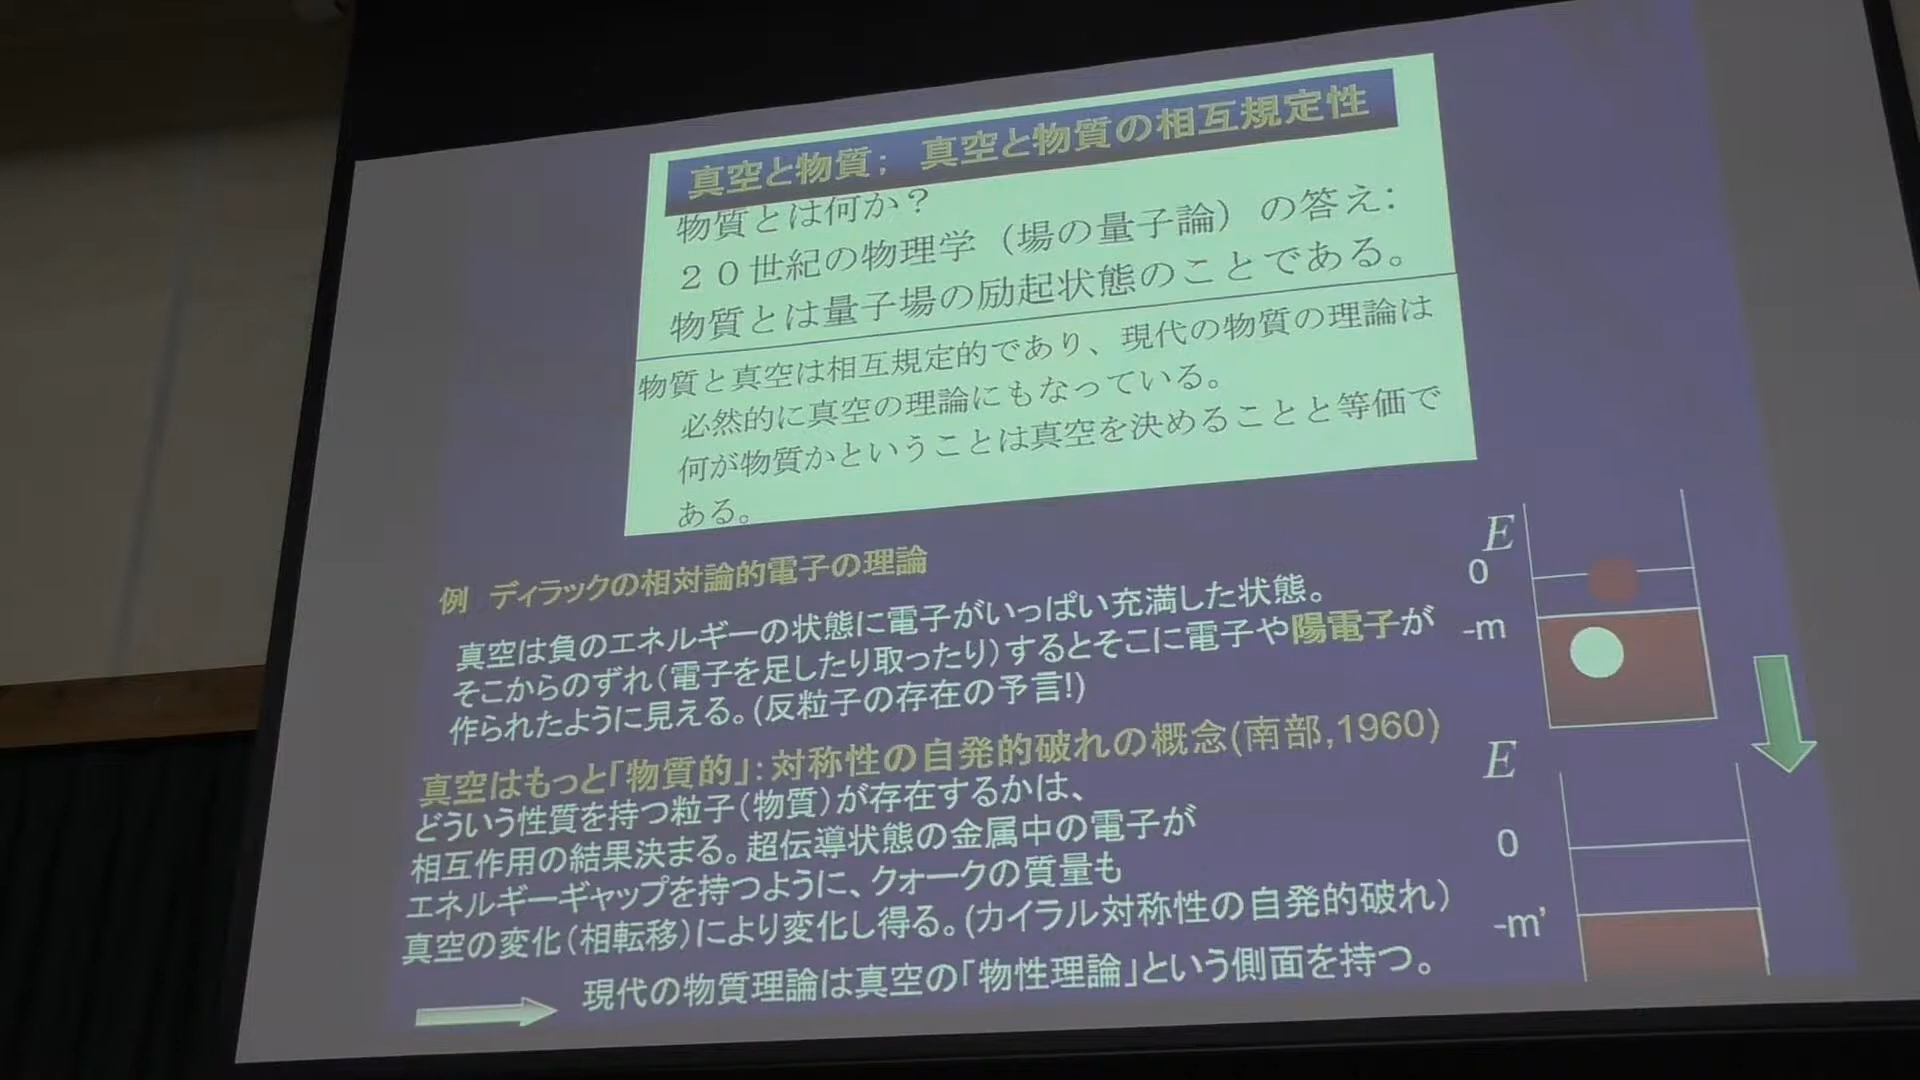 真空と物質; 真空と物質の相互規定性
物質とは何か?
20世紀の物理学(場の量子論)の答え:
物質とは量子場の励起状態のことである。
物質と真空は相互規定的であり、現代の物質の理論は
必然的に真空の理論にもなっている。
何が物質かということは真空を決めることと等価で
ある。
例 ディラックの相対論的電子の理論
真空は負のエネルギーの状態に電子がいっぱい充満した状態。
そこからのずれ(電子を足したり取ったり)するとそこに電子や陽電子が
作られたように見える。(反粒子の存在の予言!)
真空はもっと「物質的」:対称性の自発的破れの概念(南部,1960)
どういう性質を持つ粒子(物質)が存在するかは、
相互作用の結果決まる。超伝導状態の金属中の電子が
エネルギーギャップを持つように、クォークの質量も
真空の変化(相転移)により変化し得る。(カイラル対称性の自発的破れ)
現代の物質理論は真空の「物性理論」という側面を持つ。
E
0
-m
E
0
-m'